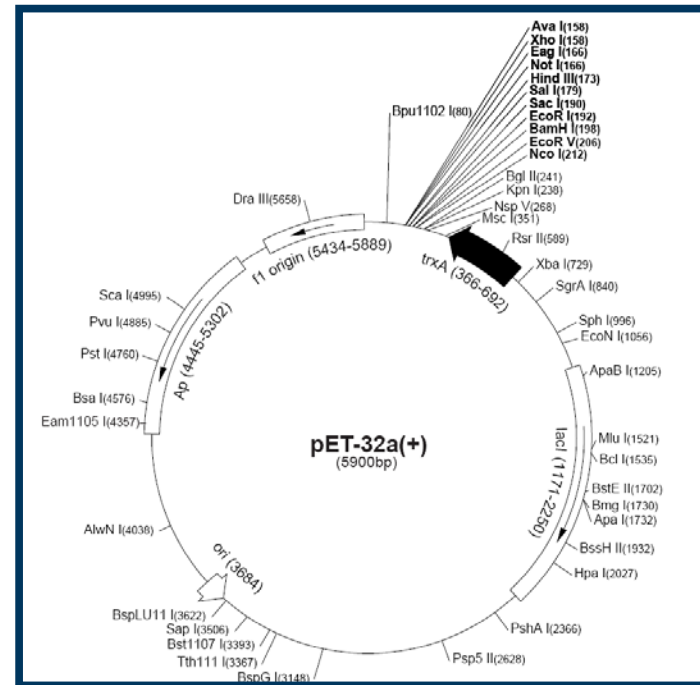 Ava I(158)
Xho I(158)
Eag I(166)
Not I(166)
Hind III(173)
Sal I(179)
Sac I(190)
EcoR I(192)
BamH I(198)
EcoR V(206)
Nco I(212)
Bpu1102 I(80)
Bgl II(241)
Kpn I(238)
Nsp V(268)
Msc I(351)
Rsr II(589)
Xba I(729)
SgrA I(840)
Sph I(996)
EcoN I(1056)
ApaB I(1205)
Mlu I(1521)
Bcl I(1535)
BstE II(1702)
Bmg I(1730)
Apa I(1732)
BssH II(1932)
Hpa I(2027)
PshA I(2366)
Psp5 II(2628)
BspG I(3148)
Tth111 I(3367)
Bst1107 I(3393)
Sap I(3506)
BspLU11 I(3622)
AlwN I(4038)
Eam1105 I(4357)
Bsa I(4576)
Pst I(4760)
Pvu I(4885)
Sca I(4995)
Dra III(5658)
f1 origin (5434-5889)
trxA (366-692)
Ap (4445-5302)
lacI (1171-2250)
ori (3684)
pET-32a(+)
(5900bp)